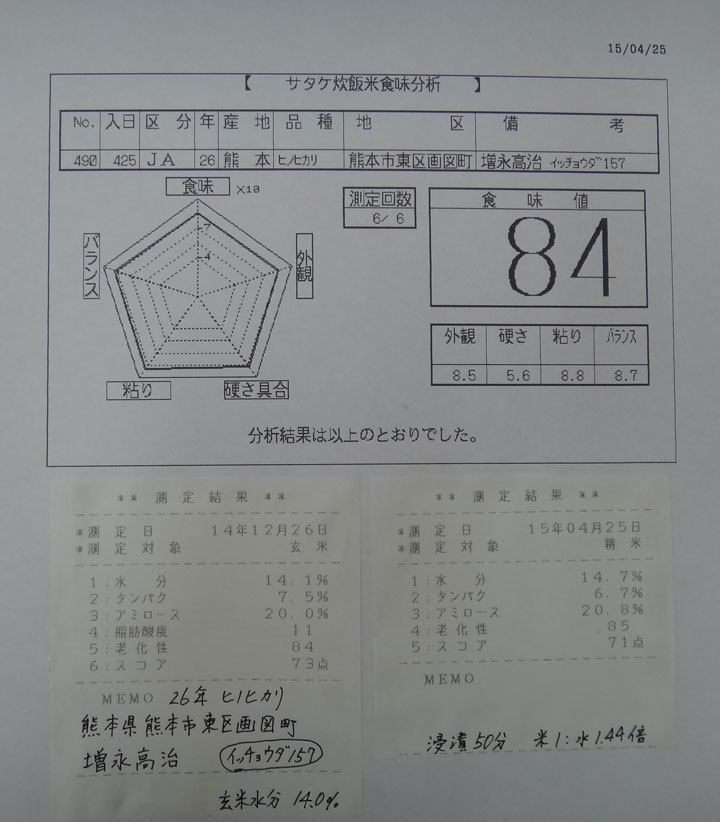 15/04/25
【 サタケ炊飯米食味分析 】
No. 入日 区分 年 産地 品種 地区 備考
490 425 JA 26 熊本 ヒノヒカリ 熊本市東区画図町 増永高治 イッチョウダ157
食味 ×10
7
4
バランス
外観
粘り
硬さ具合
測定回数
6/ 6
食味値
84
外観 硬さ 粘り バランス
8.5 5.6 8.8 8.7
分析結果は以上のとおりでした。
** 測定結果 **
*測定日 14年12月26日
*測定対象 玄米
1:水分 14.1%
2:タンパク 7.5%
3:アミロース 20.0%
4:脂肪酸度 11
5:老化性 84
6:スコア 73点
MEMO 26年 ヒノヒカリ
熊本県熊本市東区画図町
増永高治 イッチョウダ157
玄米水分 14.0%
** 測定結果 **
*測定日 15年04月25日
*測定対象 精米
1:水分 14.7%
2:タンパク 6.7%
3:アミロース 20.8%
4:老化性 85
5:スコア 71点
MEMO
浸漬50分 米1:水1.44倍